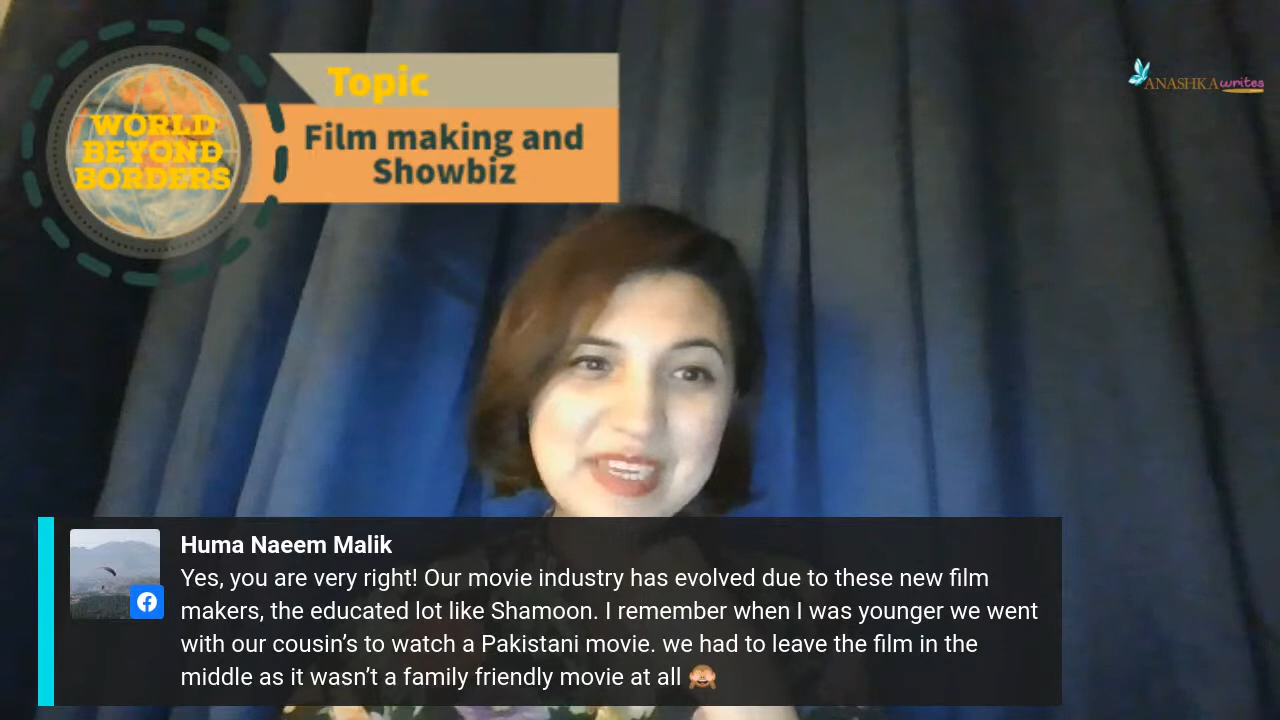 Topic
Film making and
Showbiz
WORLD
BEYOND
BORDERS
ANASHKA writes
Huma Naeem Malik
Yes, you are very right! Our movie industry has evolved due to these new film
makers, the educated lot like Shamoon. I remember when I was younger we went
with our cousin’s to watch a Pakistani movie. we had to leave the film in the
middle as it wasn’t a family friendly movie at all 🙈